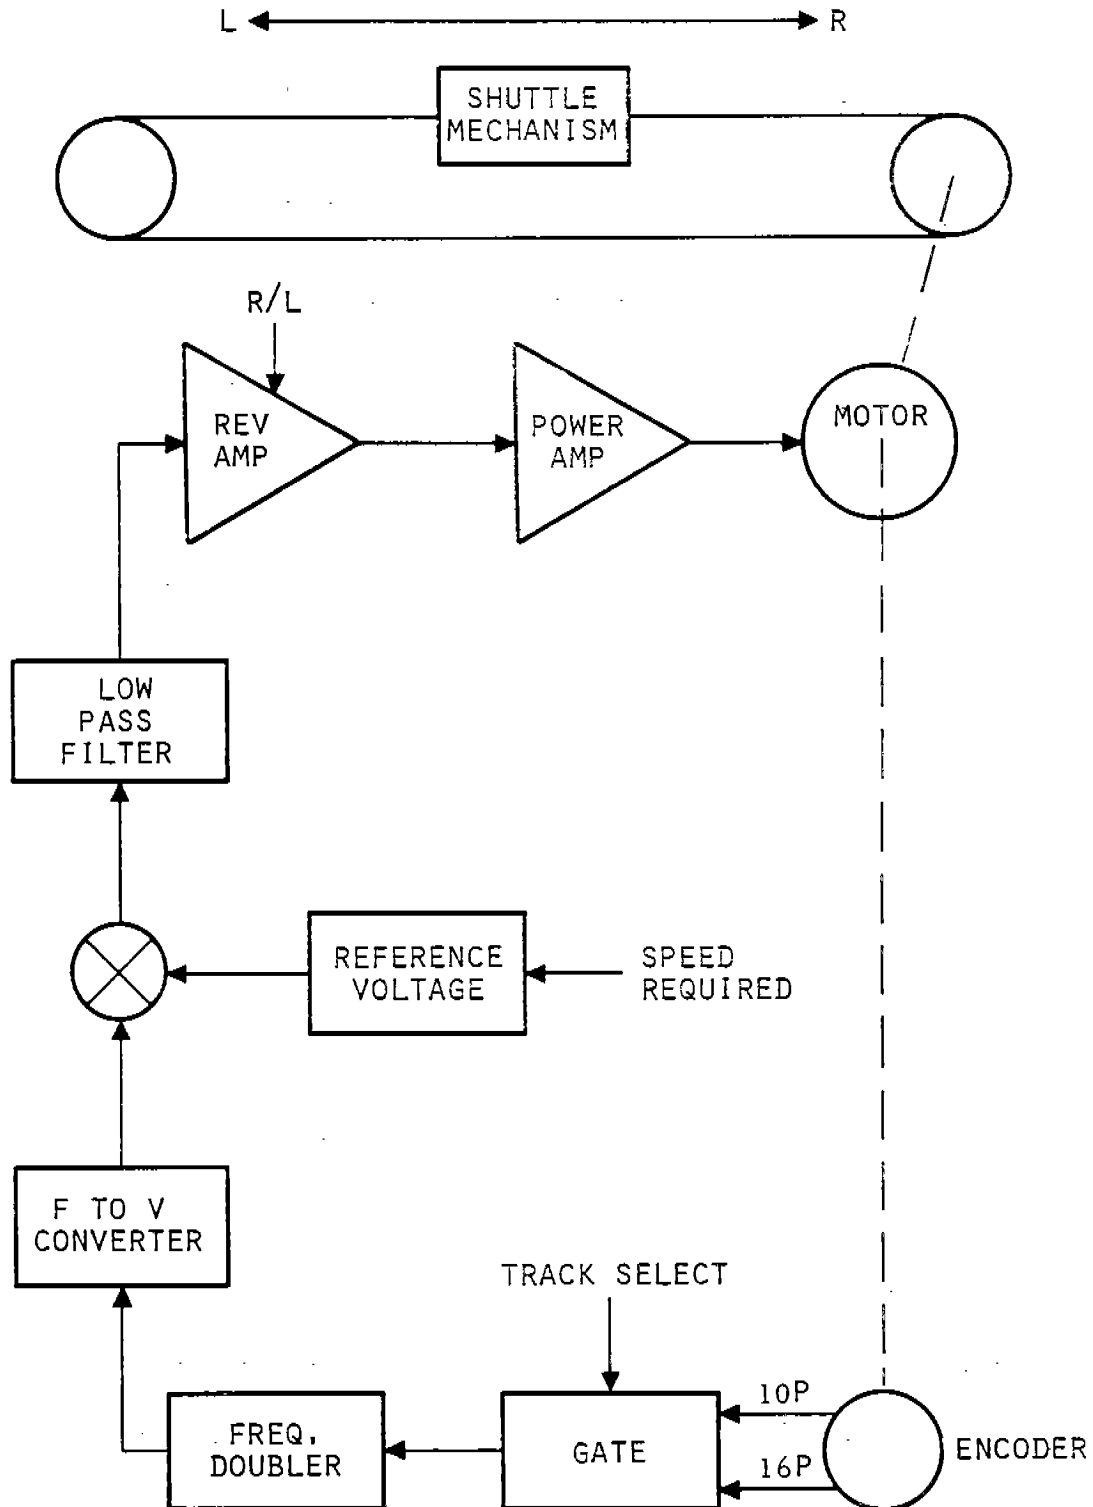 L R
SHUTTLE
MECHANISM
R/L
REV
AMP
POWER
AMP
MOTOR
LOW
PASS
FILTER
REFERENCE
VOLTAGE
SPEED
REQUIRED
F TO V
CONVERTER
TRACK SELECT
FREQ.
DOUBLER
GATE
10P
16P
ENCODER